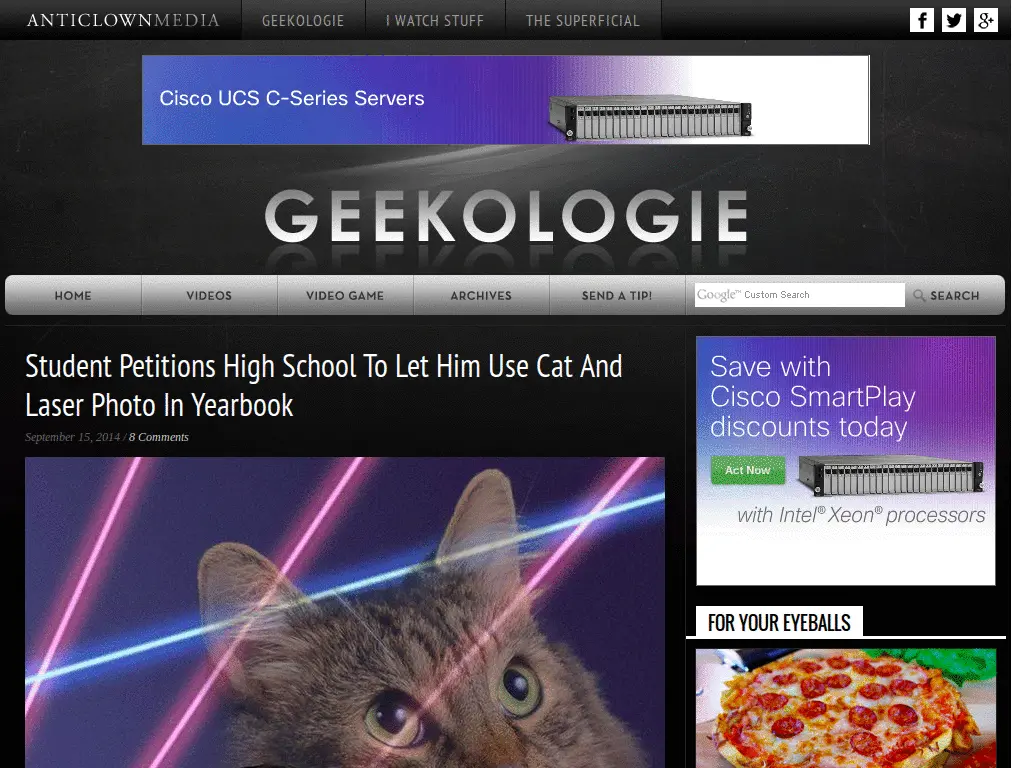 ANTICLOWNMEDIA
GEEKOLOGIE
I WATCH STUFF
THE SUPERFICIAL
Cisco UCS C-Series Servers
GEEKOLOGIE
HOME
VIDEOS
VIDEO GAME
ARCHIVES
SEND A TIP!
Google™ Custom Search
SEARCH
Student Petitions High School To Let Him Use Cat And
Laser Photo In Yearbook
September 15, 2014 / 8 Comments
Save with
Cisco SmartPlay
discounts today
Act Now
with Intel® Xeon® processors
FOR YOUR EYEBALLS